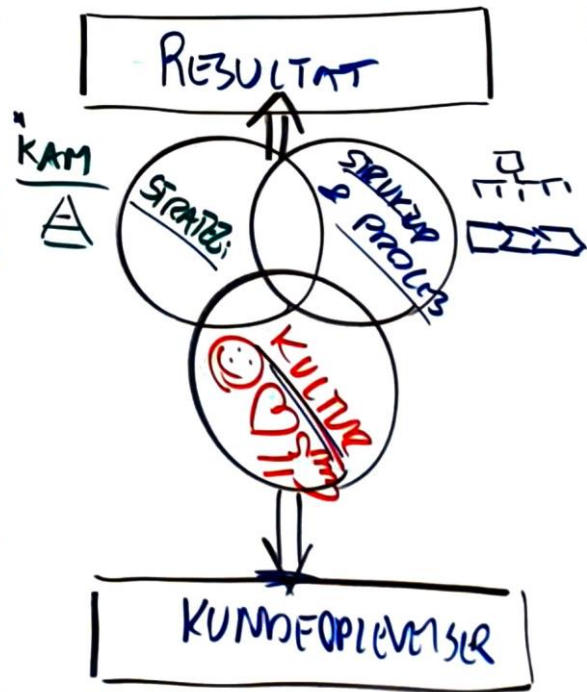 RESULTAT
"KAM
STRATEGI
STRUKTUR
& PROCES
KULTUR
KUNDEOPLEVELSER